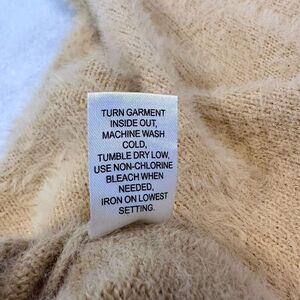 TURN GARMENT
INSIDE OUT,
MACHINE WASH
COLD,
TUMBLE DRY LOW,
USE NON-CHLORINE
BLEACH WHEN
NEEDED,
IRON ON LOWEST
SETTING.